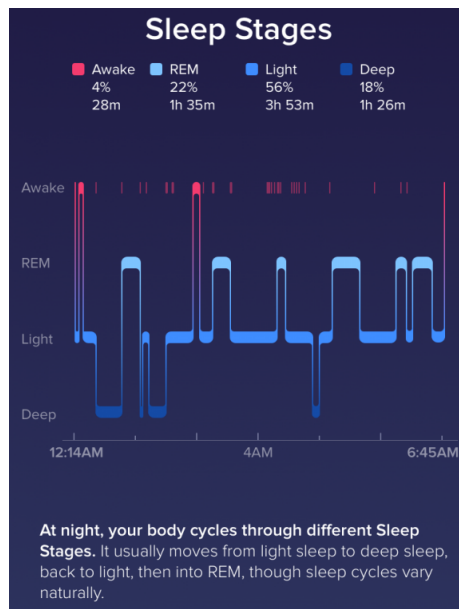 Sleep Stages
Awake REM Light Deep
4% 22% 56% 18%
28m 1h 35m 3h 53m 1h 26m
Awake
REM
Light
Deep
12:14AM 4AM 6:45AM
At night, your body cycles through different Sleep
Stages. It usually moves from light sleep to deep sleep,
back to light, then into REM, though sleep cycles vary
naturally.